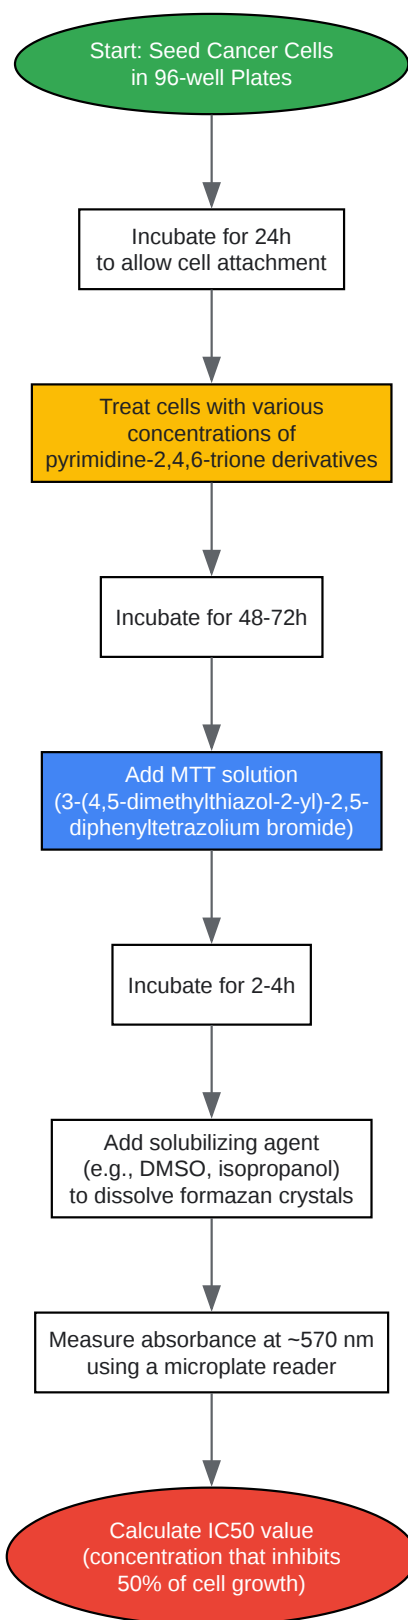 Start: Seed Cancer Cells
in 96-well Plates
Incubate for 24h
to allow cell attachment
Treat cells with various
concentrations of
pyrimidine-2,4,6-trione derivatives
Incubate for 48-72h
Add MTT solution
(3-(4,5-dimethylthiazol-2-yl)-2,5-
diphenyltetrazolium bromide)
Incubate for 2-4h
Add solubilizing agent
(e.g., DMSO, isopropanol)
to dissolve formazan crystals
Measure absorbance at ~570 nm
using a microplate reader
Calculate IC50 value
(concentration that inhibits
50% of cell growth)